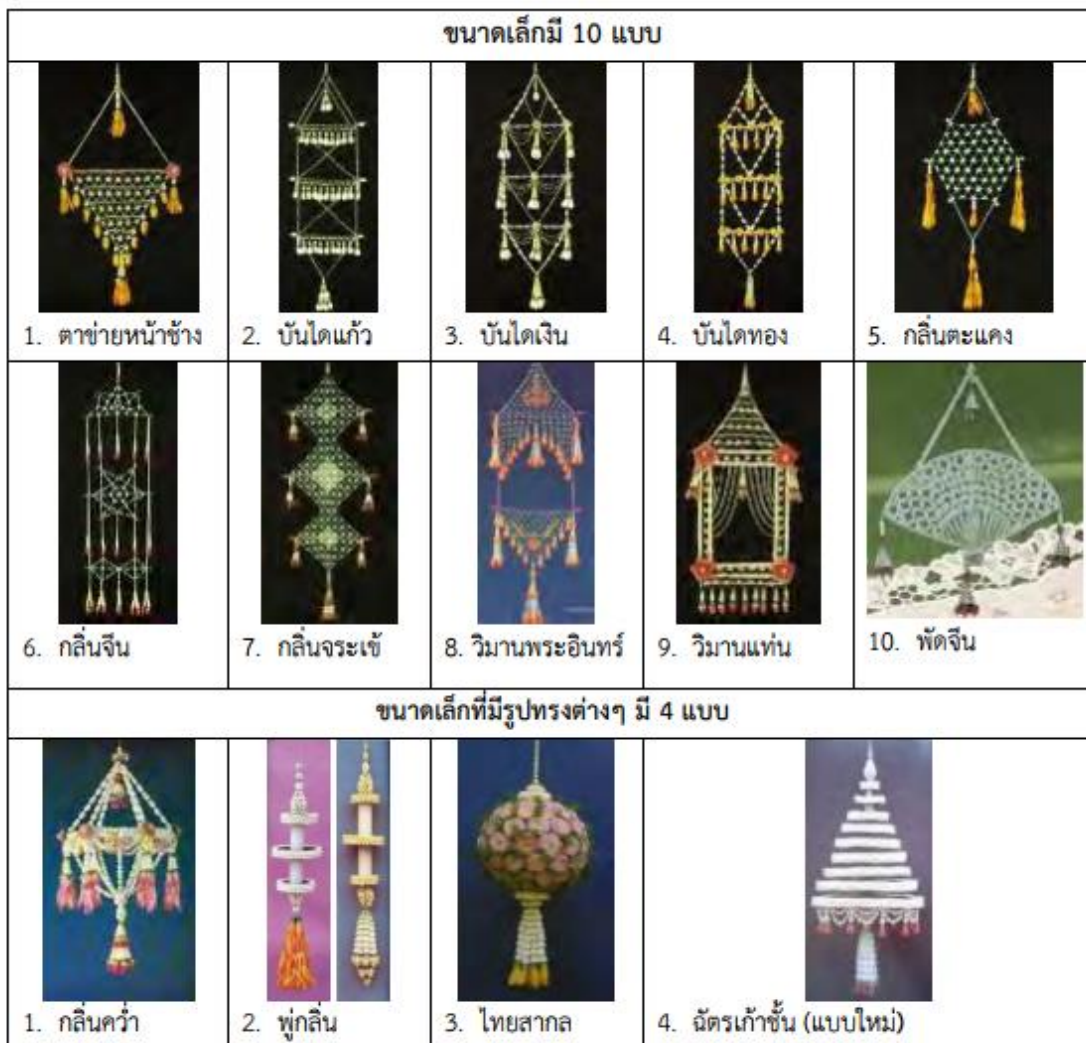 ขนาดเล็กมี 10 แบบ
1. ตาข่ายหน้าช้าง
2. บันไดแก้ว
3. บันไดเงิน
4. บันไดทอง
5. กลิ่นตะแคง
6. กลิ่นจีน
7. กลิ่นจระเข้
8. วิมานพระอินทร์
9. วิมานแท่น
10. พัดจีน
ขนาดเล็กที่มีรูปทรงต่างๆ มี 4 แบบ
1. กลิ่นคว่ำ
2. พู่กลิ่น
3. ไทยสากล
4. ฉัตรเก้าชั้น (แบบใหม่)